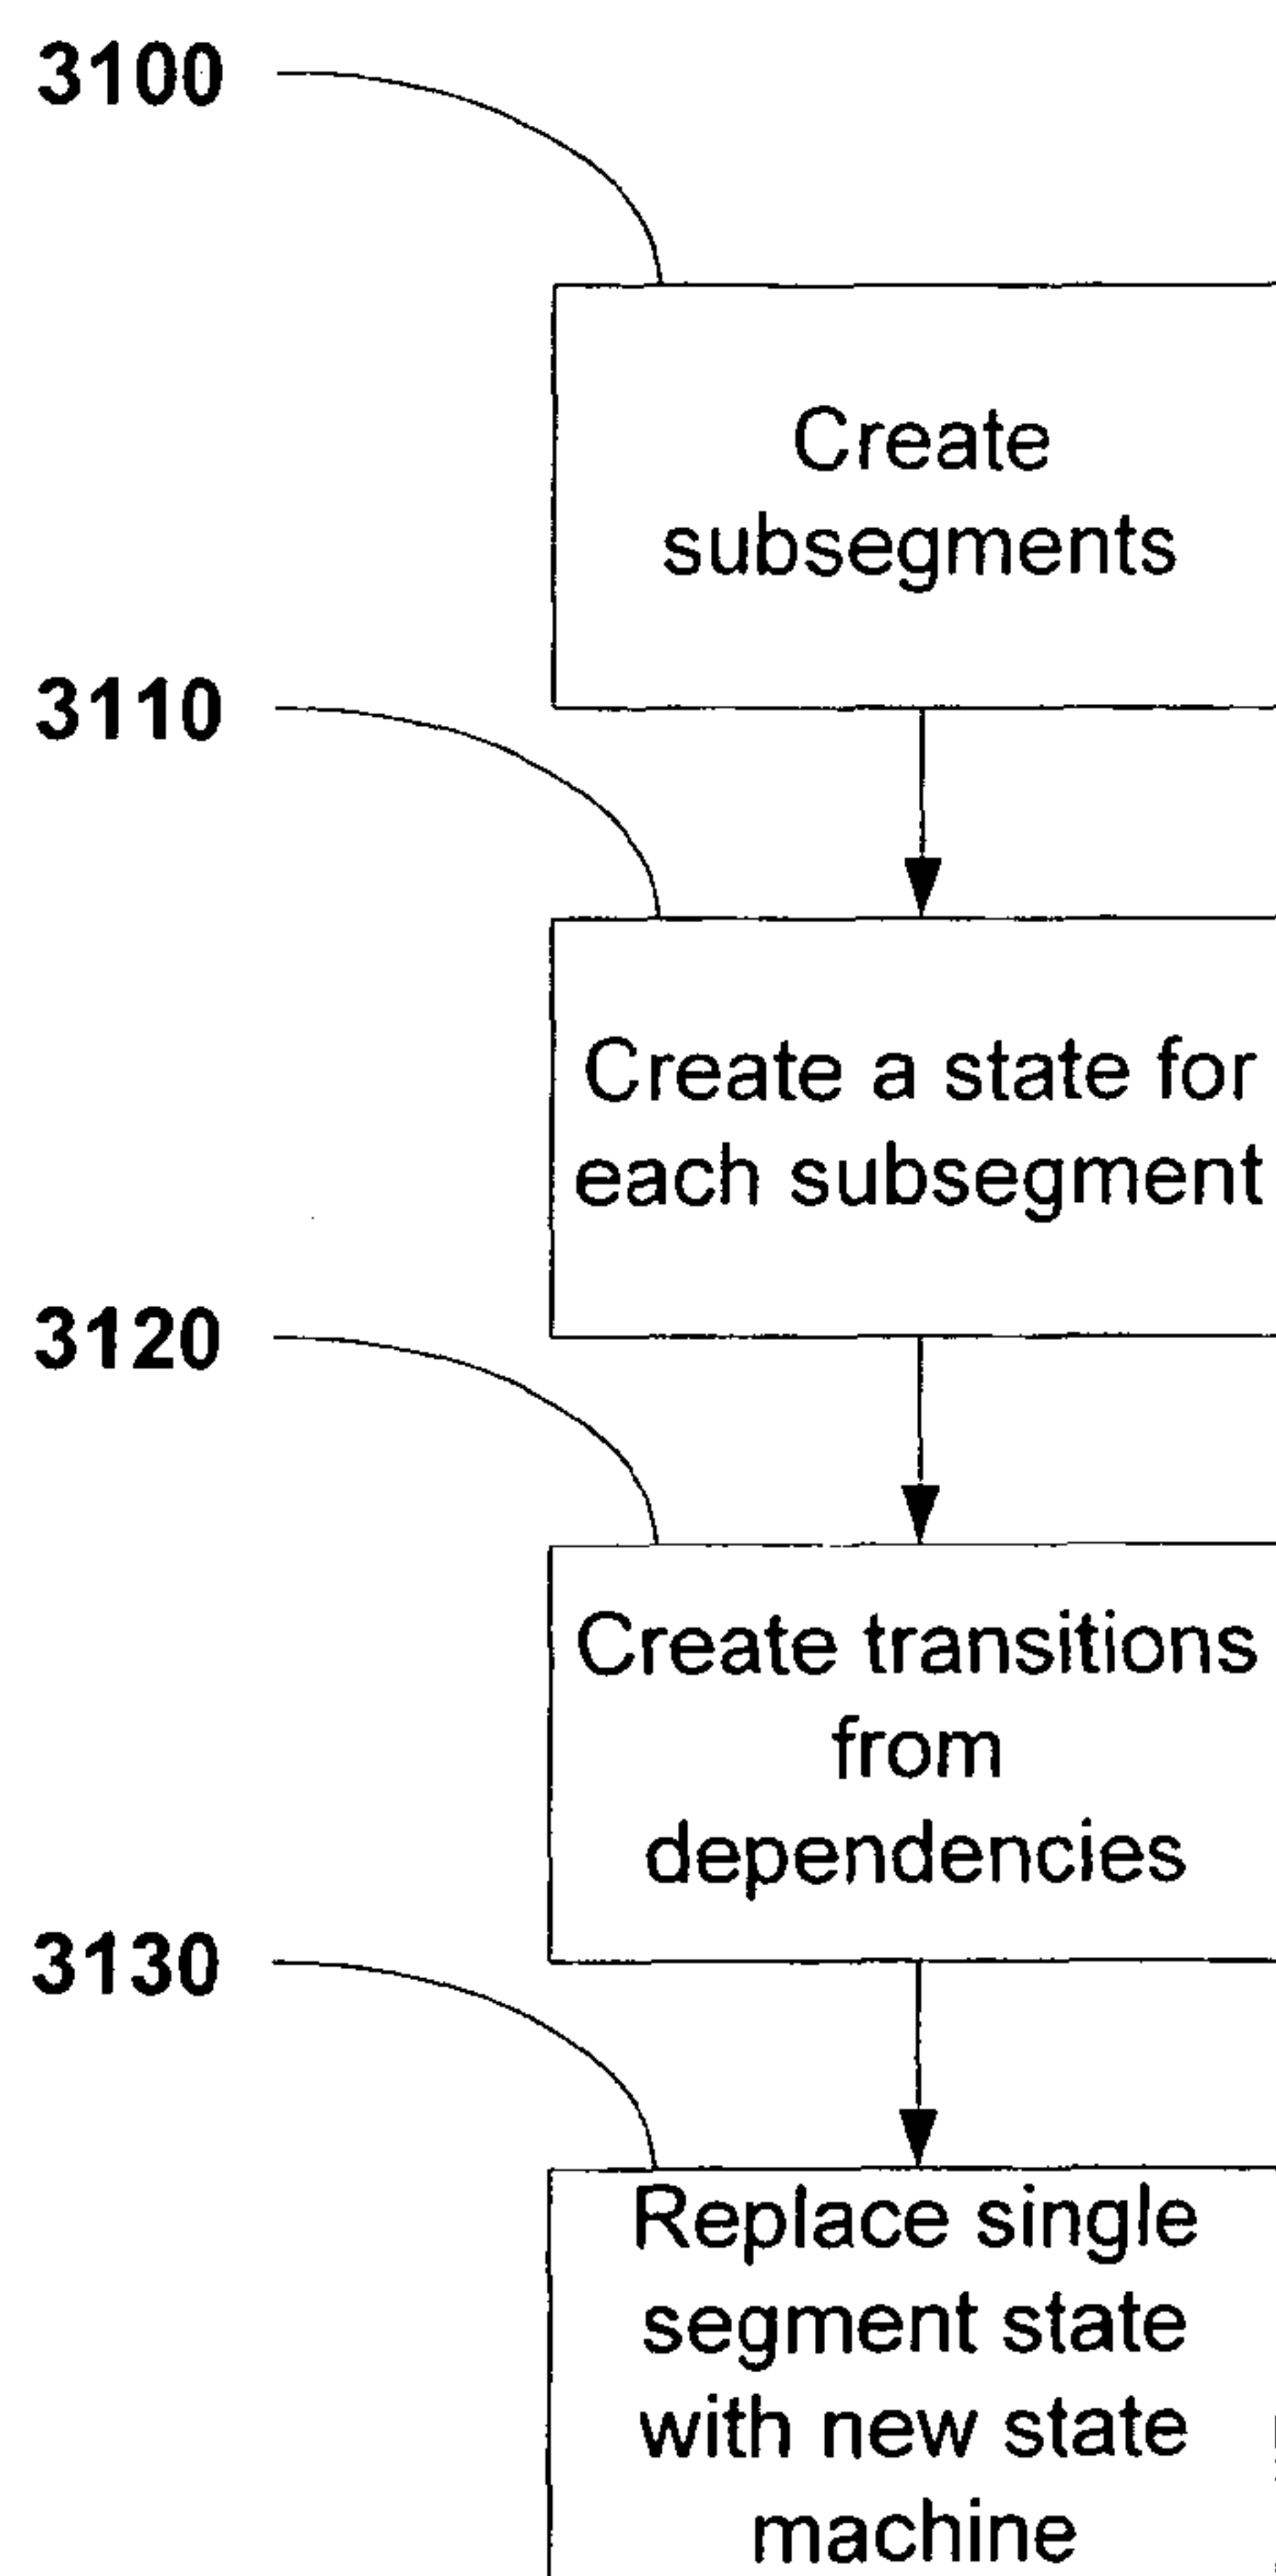 3100
Create
subsegments
3110
Create a state for
each subsegment
3120
Create transitions
from
dependencies
3130
Replace single
segment state
with new state
machine